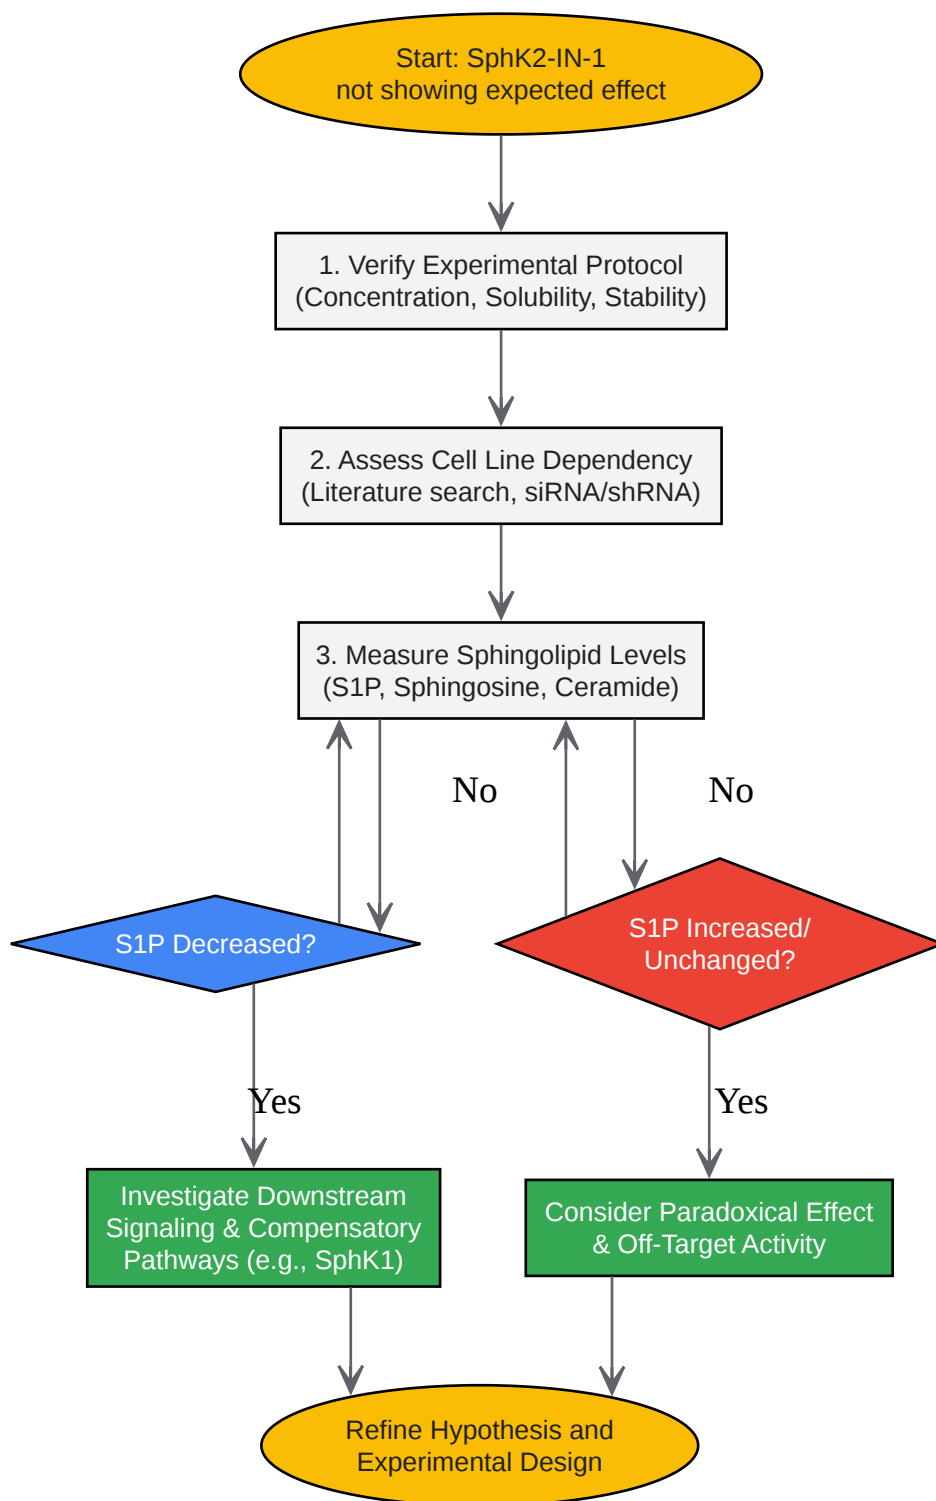 Start: SphK2-IN-1
not showing expected effect
1. Verify Experimental Protocol
(Concentration, Solubility, Stability)
2. Assess Cell Line Dependency
(Literature search, siRNA/shRNA)
3. Measure Sphingolipid Levels
(S1P, Sphingosine, Ceramide)
No
No
S1P Decreased?
S1P Increased/
Unchanged?
Yes
Yes
Investigate Downstream
Signaling & Compensatory
Pathways (e.g., SphK1)
Consider Paradoxical Effect
& Off-Target Activity
Refine Hypothesis and
Experimental Design